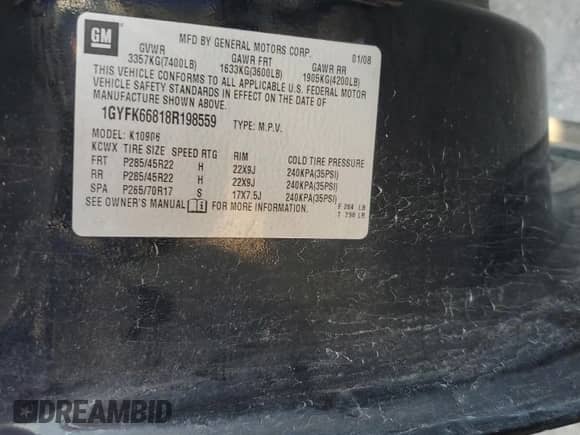 GM
MFD BY GENERAL MOTORS CORP. 01/08
GVWR GAWR FRT GAWR RR
3357KG(7400LB) 1633KG(3600LB) 1905KG(4200LB)
THIS VEHICLE CONFORMS TO ALL APPLICABLE U.S. FEDERAL MOTOR
VEHICLE SAFETY STANDARDS IN EFFECT ON THE DATE OF
MANUFACTURE SHOWN ABOVE.
1GYFK66818R198559 TYPE: M.P.V.
MODEL: K10906
KCWX TIRE SIZE SPEED RTG RIM COLD TIRE PRESSURE
FRT P285/45R22 H 22X9J 240KPA(35PSI)
RR P285/45R22 H 22X9J 240KPA(35PSI)
SPA P265/70R17 S 17X7.5J 240KPA(35PSI)
SEE OWNER'S MANUAL FOR MORE INFORMATION.
F 264 LB
T 750 LB
DREAMBID